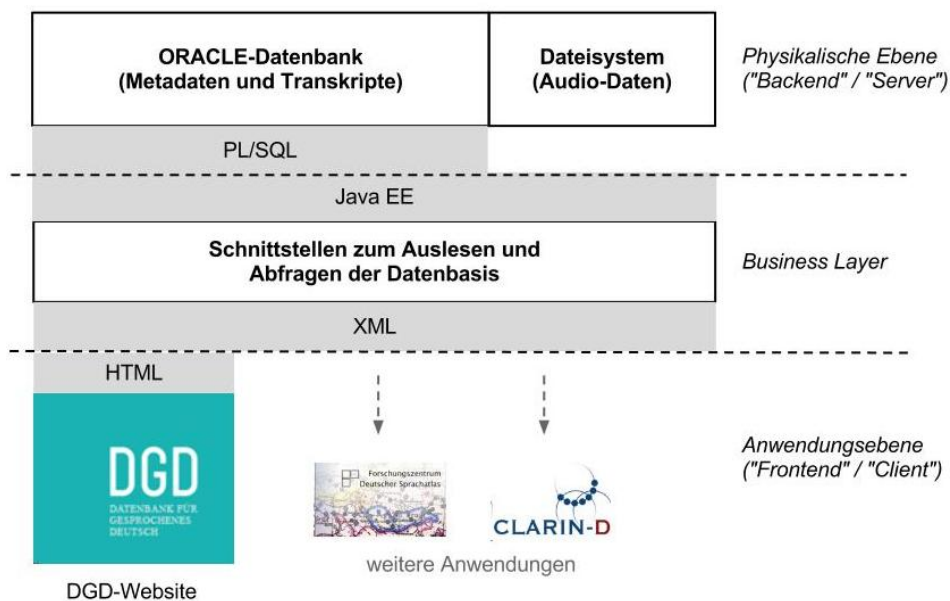 ORACLE-Datenbank
(Metadaten und Transkripte)
Dateisystem
(Audio-Daten)
Physikalische Ebene
("Backend" / "Server")
PL/SQL
Java EE
Schnittstellen zum Auslesen und
Abfragen der Datenbasis
Business Layer
XML
HTML
DGD
DATENBANK FÜR
GESPROCHENES
DEUTSCH
Forschungszentrum
Deutscher Sprachatlas
CLARIN-D
Anwendungsebene
("Frontend" / "Client")
weitere Anwendungen
DGD-Website